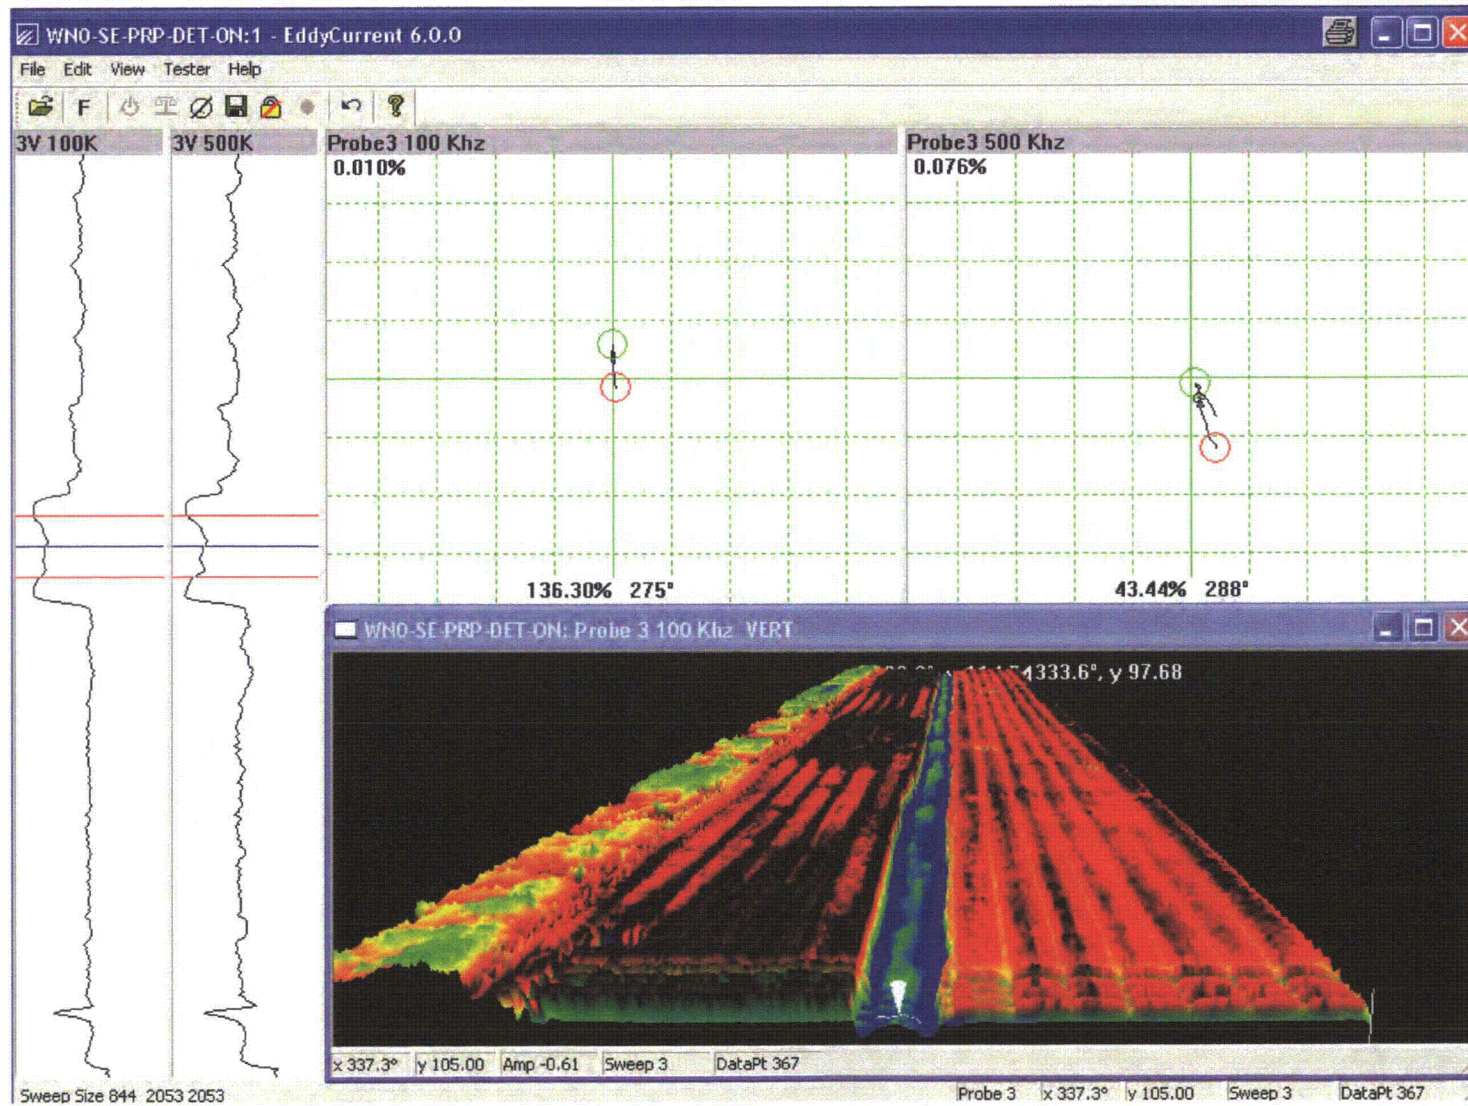 WN0-SE-PRP-DET-ON:1 - EddyCurrent 6.0.0
File Edit View Tester Help
F
3V 100K
3V 500K
Probe3 100 Khz
0.010%
Probe3 500 Khz
0.076%
136.30% 275°
43.44% 288°
WN0-SE-PRP-DET-ON: Probe 3 100 Khz VERT
333.6°, y 97.68
x 337.3° y 105.00 Amp -0.61 Sweep 3 DataPt 367
Sweep Size 844 2053 2053
Probe 3 x 337.3° y 105.00 Sweep 3 DataPt 367